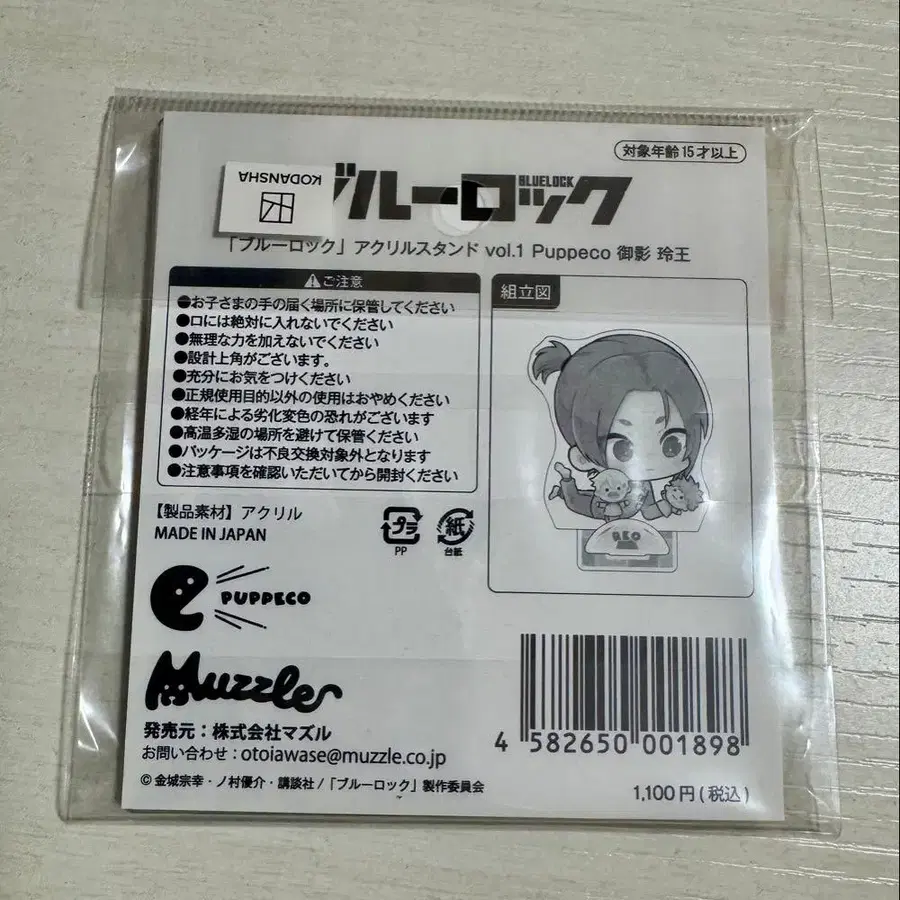 対象年齢15才以上
KODANSHA
ブルーロック
BLUELOCK
「ブルーロック」アクリルスタンド vol.1 Puppeco 御影 玲王
ご注意
●お子さまの手の届く場所に保管してください
●口には絶対に入れないでください
●無理な力を加えないでください
●設計上角がございます。
●充分にお気をつけください
●正規使用目的以外の使用はおやめください
●経年による劣化変色の恐れがございます
●高温多湿の場所を避けて保管ください
●パッケージは不良交換対象外となります
●注意事項を確認いただいてから開封ください
組立図
REO
【製品素材】アクリル
MADE IN JAPAN
プラ
PP
紙
台紙
PUPPECO
Muzzle
発売元：株式会社マズル
お問い合わせ：otoiawase@muzzle.co.jp
©金城宗幸・ノ村優介・講談社/「ブルーロック」製作委員会
4 582650 001898
1,100円(税込)